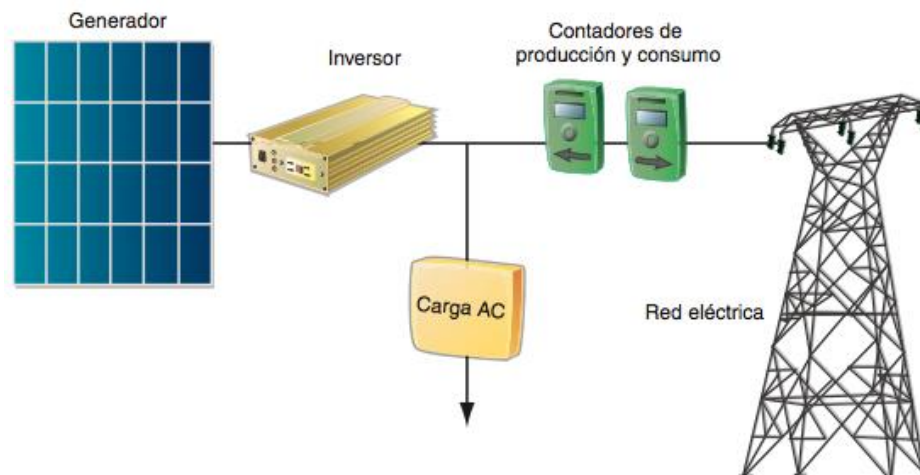 Generador
Inversor
Contadores de
producción y consumo
Carga AC
Red eléctrica